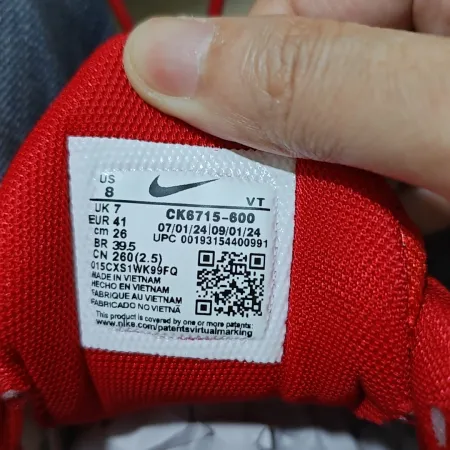 US
8
VT
UK 7
EUR 41
cm 26
BR 39.5
CN 260(2.5)
CK6715-600
07/01/24|09/01/24
UPC 00193154400991
015CXS1WK99FQ
MADE IN VIETNAM
HECHO EN VIETNAM
FABRIQUE AU VIETNAM
FABRICADO NO VIETNÃ
This product is covered by one or more patents:
www.nike.com/patentsvirtualmarking